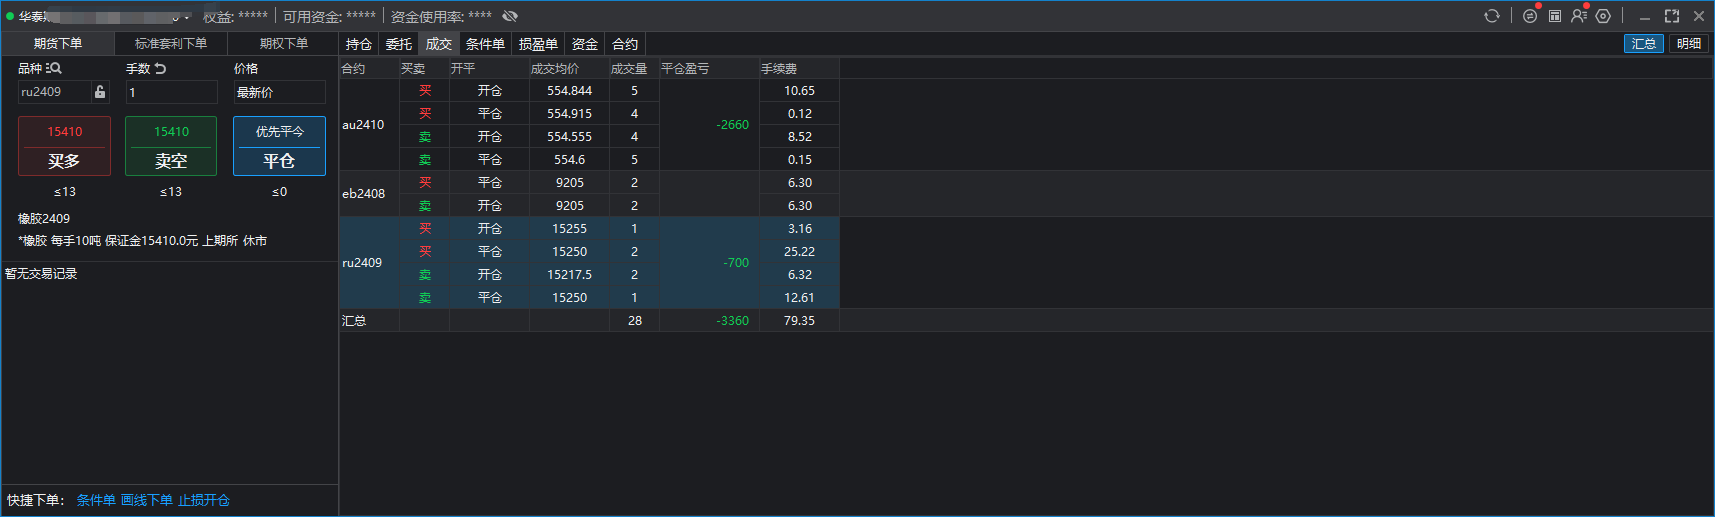 华泰 权益: ***** 可用资金: ***** 资金使用率: ****
期货下单 标准套利下单 期权下单 持仓 委托 成交 条件单 损盈单 资金 合约 汇总 明细
品种 手数 价格
ru2409 1 最新价
15410 15410 优先平今
买多 卖空 平仓
≤13 ≤13 ≤0
橡胶2409
*橡胶 每手10吨 保证金15410.0元 上期所 休市
暂无交易记录
快捷下单: 条件单 画线下单 止损开仓
合约 买卖 开平 成交均价 成交量 平仓盈亏 手续费
au2410 买 开仓 554.844 5 -2660 10.65
买 平仓 554.915 4 0.12
卖 开仓 554.555 4 8.52
卖 平仓 554.6 5 0.15
eb2408 买 平仓 9205 2 6.30
卖 开仓 9205 2 6.30
ru2409 买 开仓 15255 1 -700 3.16
买 平仓 15250 2 25.22
卖 开仓 15217.5 2 6.32
卖 平仓 15250 1 12.61
汇总 28 -3360 79.35